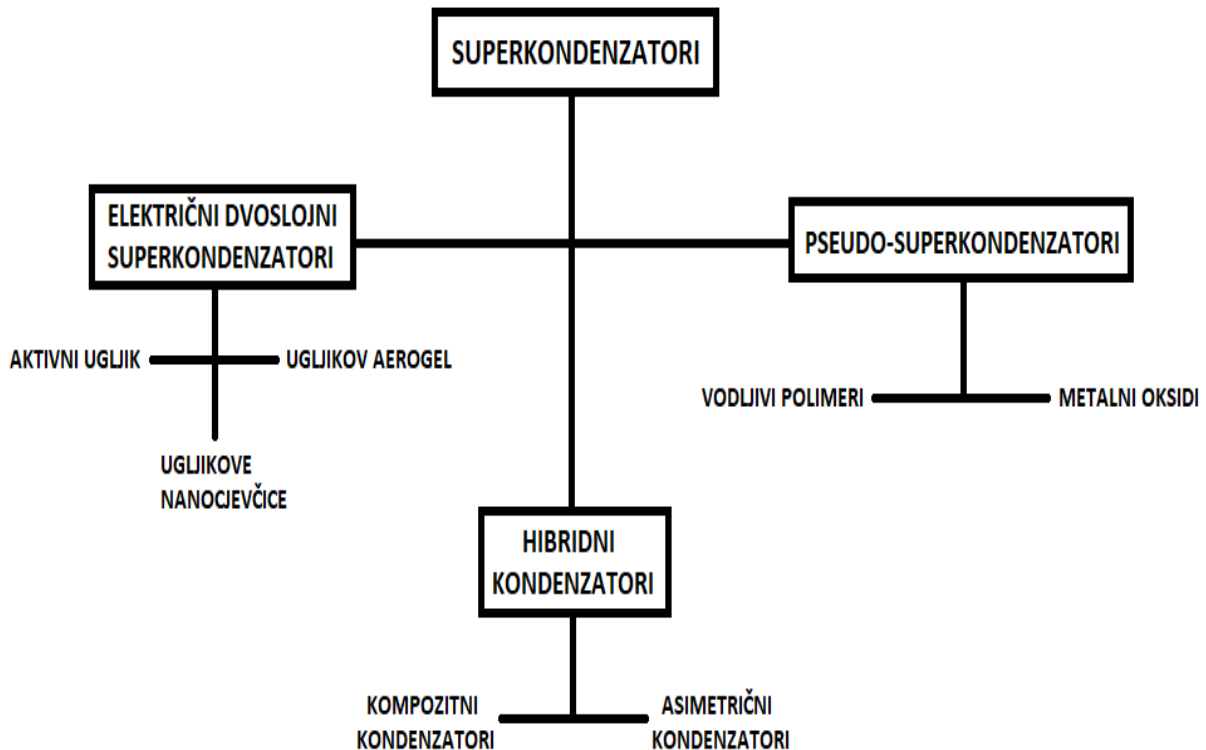 SUPERKONDENZATORI
ELEKTRIČNI DVOSLOJNI
SUPERKONDENZATORI
PSEUDO-SUPERKONDENZATORI
AKTIVNI UGLJIK
UGLJIKOV AEROGEL
UGLJIKOVE
NANOCJEVČICE
VODLJIVI POLIMERI
METALNI OKSIDI
HIBRIDNI
KONDENZATORI
KOMPOZITNI
KONDENZATORI
ASIMETRIČNI
KONDENZATORI